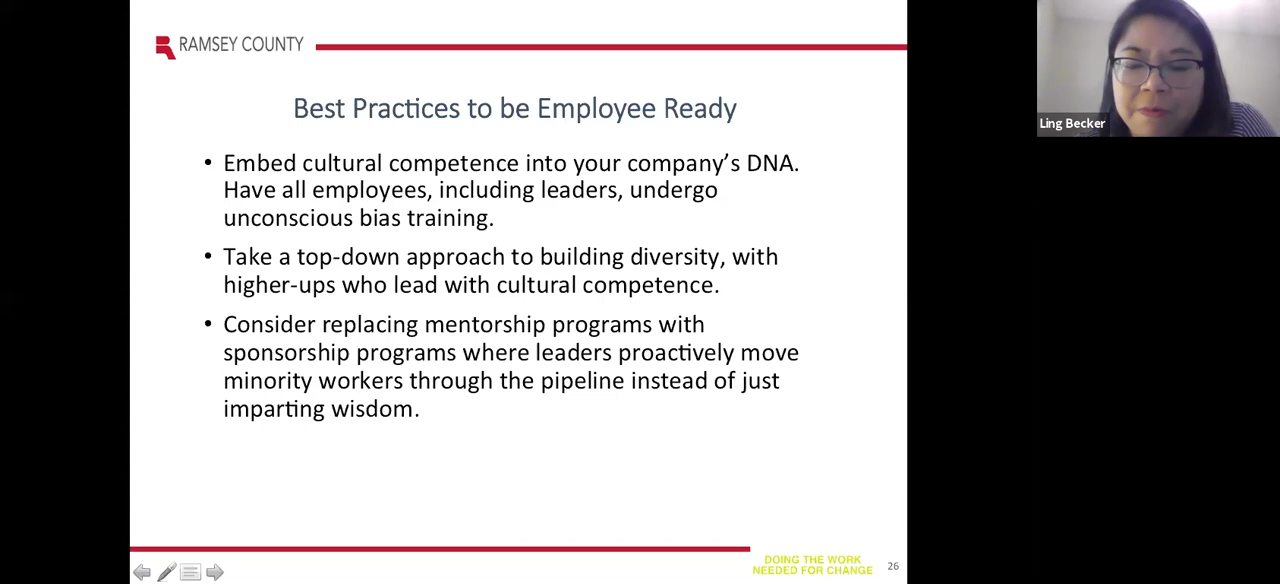 RAMSEY COUNTY
Best Practices to be Employee Ready
• Embed cultural competence into your company’s DNA.
Have all employees, including leaders, undergo
unconscious bias training.
• Take a top-down approach to building diversity, with
higher-ups who lead with cultural competence.
• Consider replacing mentorship programs with
sponsorship programs where leaders proactively move
minority workers through the pipeline instead of just
imparting wisdom.
DOING THE WORK
NEEDED FOR CHANGE
26
Ling Becker